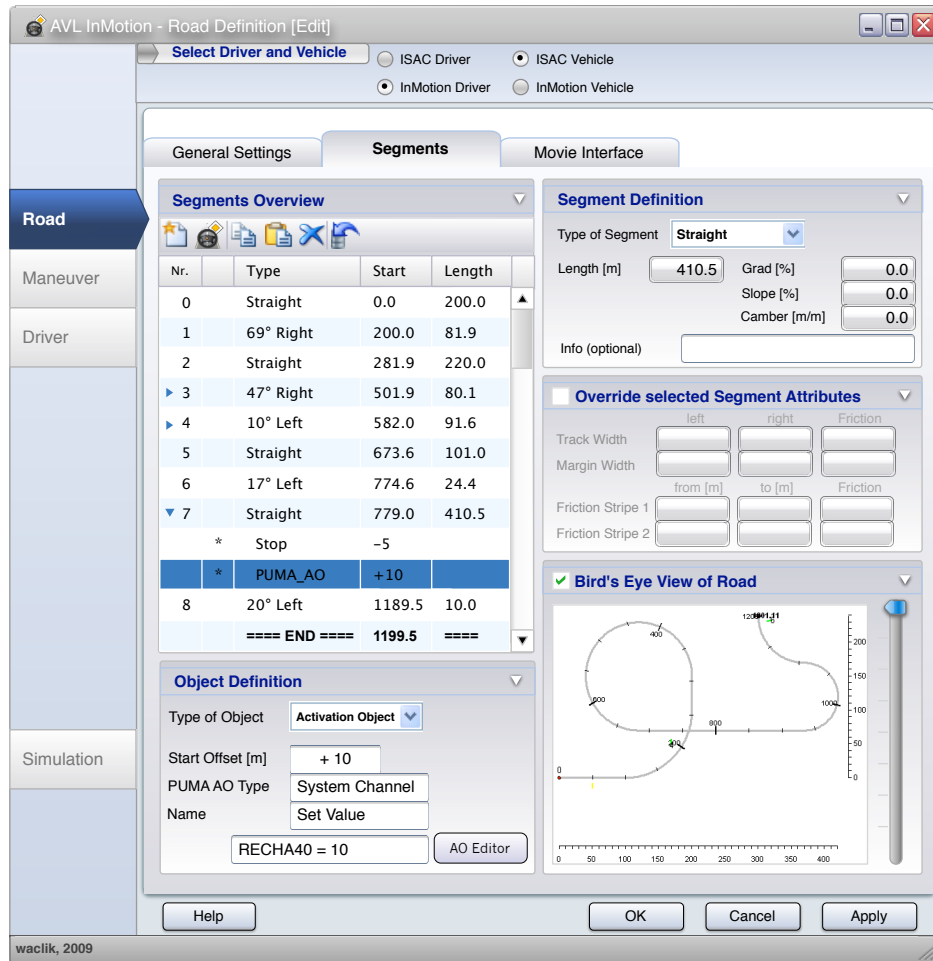 AVL InMotion - Road Definition [Edit]
Select Driver and Vehicle
ISAC Driver
ISAC Vehicle
InMotion Driver
InMotion Vehicle
General Settings
Segments
Movie Interface
Road
Maneuver
Driver
Simulation
Segments Overview
Nr. Type Start Length
0 Straight 0.0 200.0
1 69° Right 200.0 81.9
2 Straight 281.9 220.0
3 47° Right 501.9 80.1
4 10° Left 582.0 91.6
5 Straight 673.6 101.0
6 17° Left 774.6 24.4
7 Straight 779.0 410.5
* Stop −5
* PUMA_AO +10
8 20° Left 1189.5 10.0
==== END ==== 1199.5 ====
Object Definition
Type of Object Activation Object
Start Offset [m] + 10
PUMA AO Type System Channel
Name Set Value
RECHA40 = 10 AO Editor
Segment Definition
Type of Segment Straight
Length [m] 410.5 Grad [%] 0.0
Slope [%] 0.0
Camber [m/m] 0.0
Info (optional)
Override selected Segment Attributes
left right Friction
Track Width
Margin Width
from [m] to [m] Friction
Friction Stripe 1
Friction Stripe 2
Bird's Eye View of Road
400
600
800
1000
0
200
150
100
50
0
0 50 100 150 200 250 300 350 400
Help OK Cancel Apply
waclik, 2009